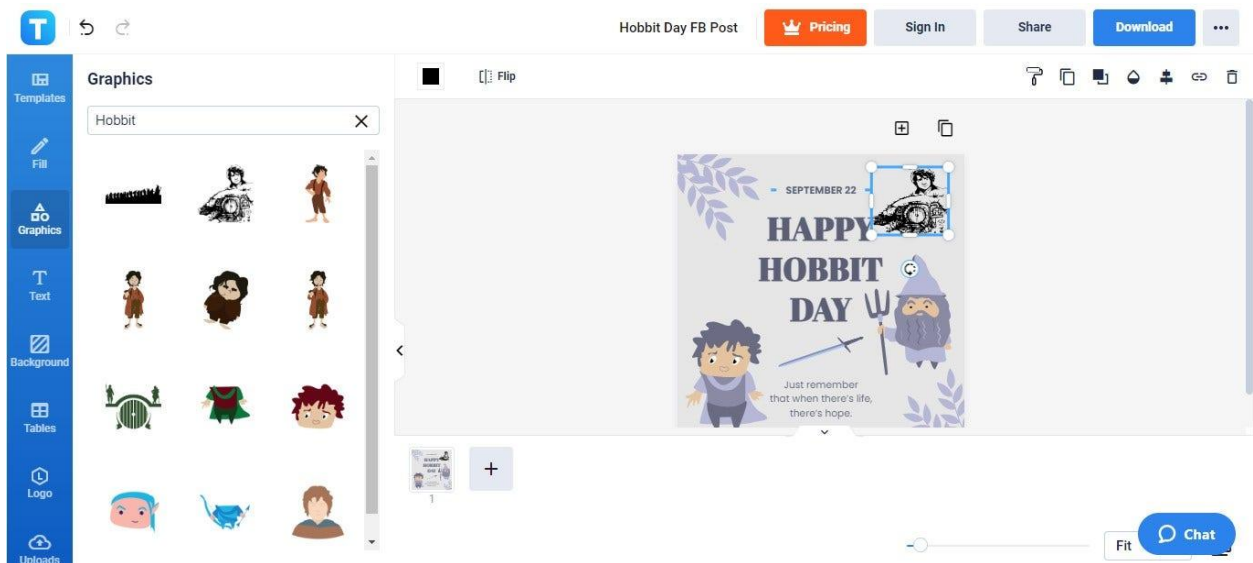 T
Hobbit Day FB Post
Pricing
Sign In
Share
Download
Templates
Fill
Graphics
Text
Background
Tables
Logo
Uploads
Graphics
Hobbit
Flip
SEPTEMBER 22
HAPPY
HOBBIT
DAY
Just remember
that when there's life,
there's hope.
1
Fit
Chat